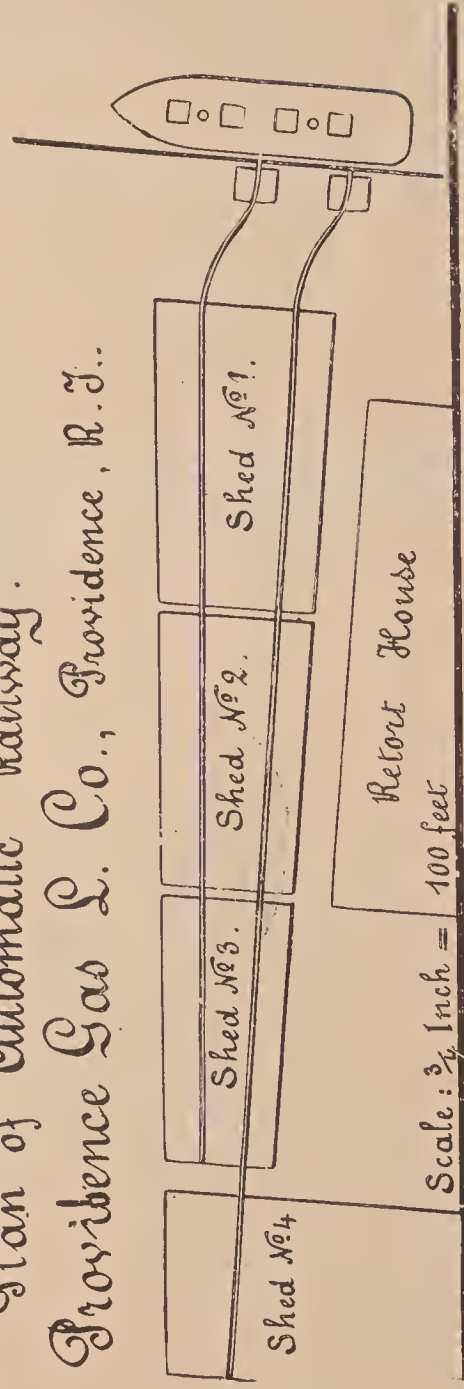 Plan of Automatic Railway.
Providence Gas L. Co., Providence, R. I..
Shed No 4
Shed No 3.
Shed No 2.
Shed No 1.
Retort House
Scale: 3/4 Inch = 100 feet